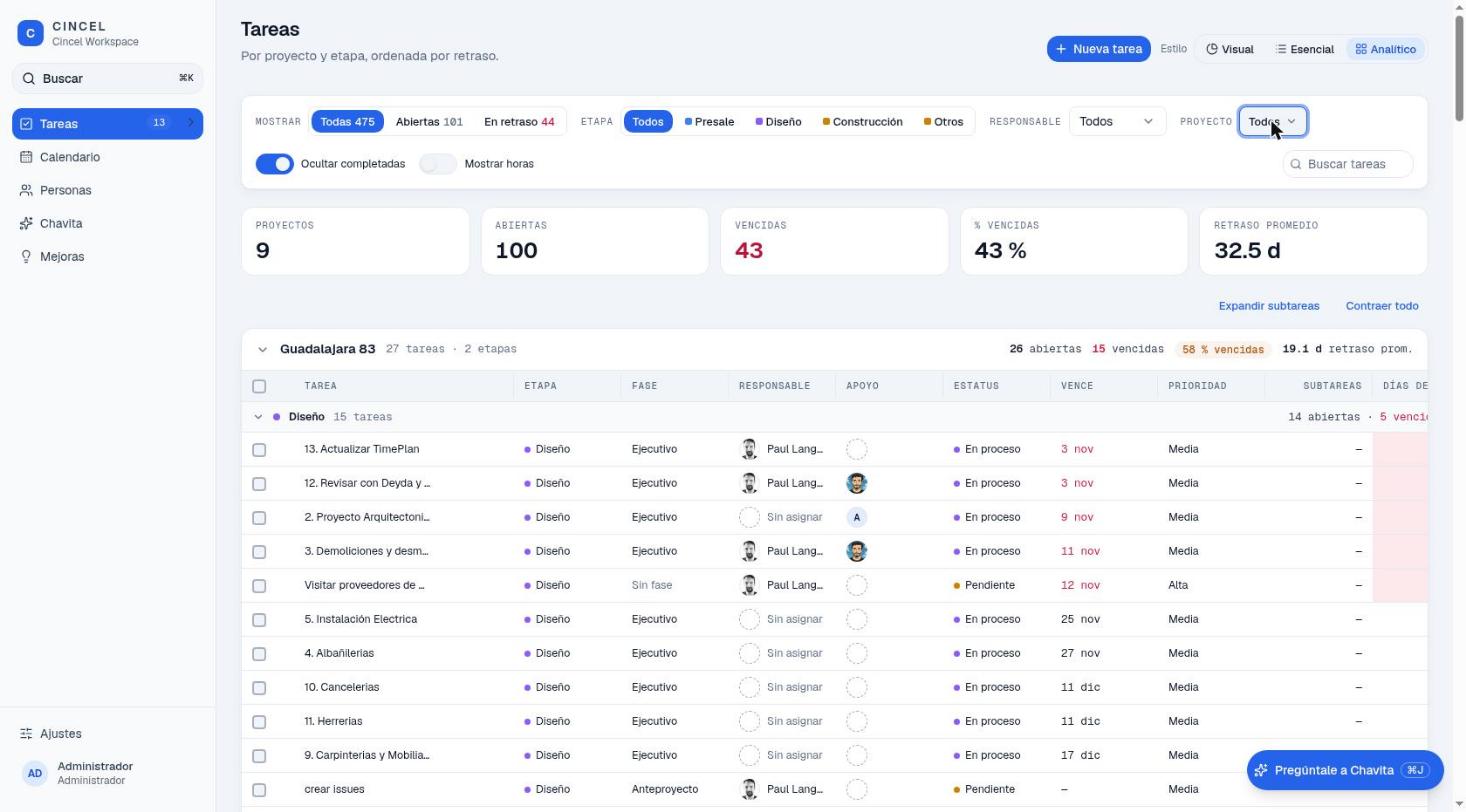 C
CINCEL
Cincel Workspace
Buscar ⌘K
Tareas 13
Calendario
Personas
Chavita
Mejoras
Ajustes
AD
Administrador
Administrador
Tareas
Por proyecto y etapa, ordenada por retraso.
+ Nueva tarea Estilo Visual Esencial Analítico
MOSTRAR Todas 475 Abiertas 101 En retraso 44 ETAPA Todos Presale Diseño Construcción Otros RESPONSABLE Todos PROYECTO Todos
Ocultar completadas Mostrar horas Buscar tareas
PROYECTOS ABIERTAS VENCIDAS % VENCIDAS RETRASO PROMEDIO
9 100 43 43 % 32.5 d
Expandir subtareas Contraer todo
Guadalajara 83 27 tareas · 2 etapas 26 abiertas 15 vencidas 58 % vencidas 19.1 d retraso prom.
TAREA ETAPA FASE RESPONSABLE APOYO ESTATUS VENCE PRIORIDAD SUBTAREAS DÍAS DE
Diseño 15 tareas 14 abiertas · 5 venci
13. Actualizar TimePlan Diseño Ejecutivo Paul Lang… En proceso 3 nov Media –
12. Revisar con Deyda y … Diseño Ejecutivo Paul Lang… En proceso 3 nov Media –
2. Proyecto Arquitectoni… Diseño Ejecutivo Sin asignar A En proceso 9 nov Media –
3. Demoliciones y desm… Diseño Ejecutivo Paul Lang… En proceso 11 nov Media –
Visitar proveedores de … Diseño Sin fase Paul Lang… Pendiente 12 nov Alta –
5. Instalación Electrica Diseño Ejecutivo Sin asignar En proceso 25 nov Media –
4. Albañilerias Diseño Ejecutivo Sin asignar En proceso 27 nov Media –
10. Cancelerias Diseño Ejecutivo Sin asignar En proceso 11 dic Media –
11. Herrerias Diseño Ejecutivo Sin asignar En proceso 11 dic Media –
9. Carpinterias y Mobilia… Diseño Ejecutivo Sin asignar En proceso 17 dic Media
crear issues Diseño Anteproyecto Paul Lang… Pendiente – Media
Pregúntale a Chavita ⌘J